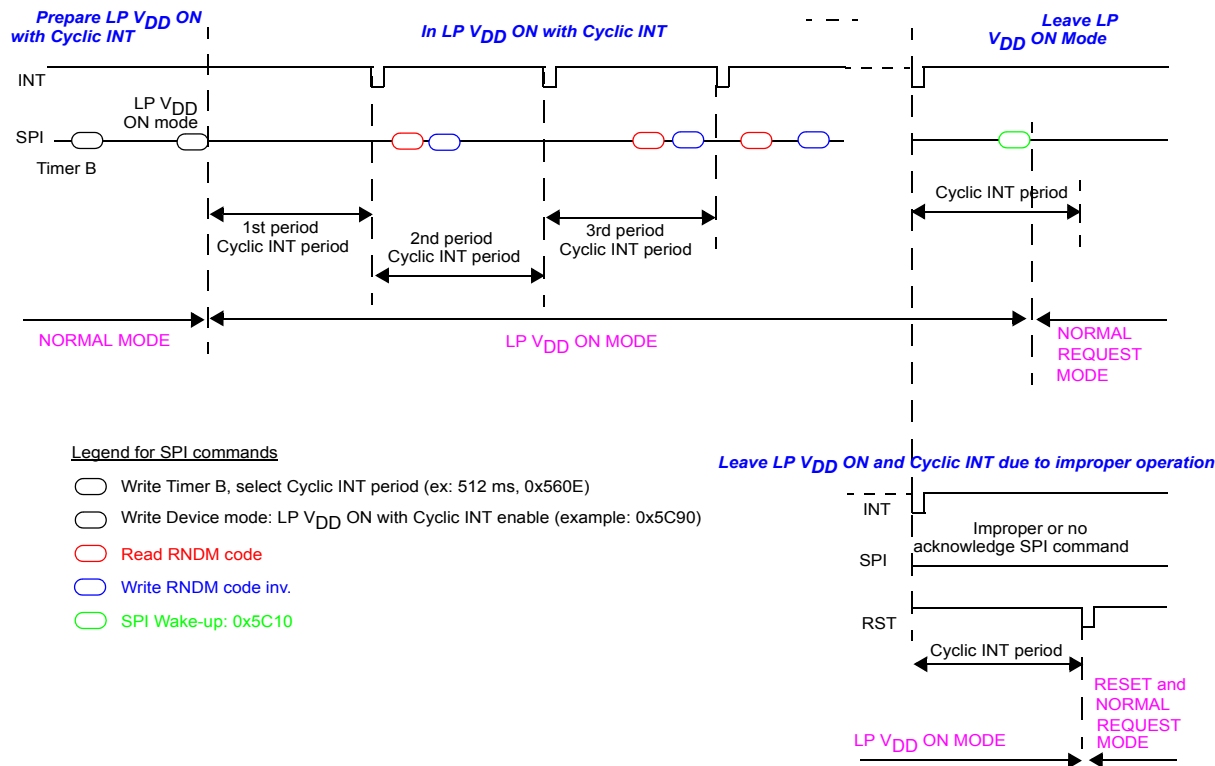 Prepare LP VDD ON
with Cyclic INT
In LP VDD ON with Cyclic INT
Leave LP
VDD ON Mode
INT
LP VDD
ON mode
SPI
Timer B
1st period
Cyclic INT period
2nd period
Cyclic INT period
3rd period
Cyclic INT period
Cyclic INT period
NORMAL MODE
LP VDD ON MODE
NORMAL
REQUEST
MODE
Legend for SPI commands
Write Timer B, select Cyclic INT period (ex: 512 ms, 0x560E)
Write Device mode: LP VDD ON with Cyclic INT enable (example: 0x5C90)
Read RNDM code
Write RNDM code inv.
SPI Wake-up: 0x5C10
Leave LP VDD ON and Cyclic INT due to improper operation
INT
Improper or no
acknowledge SPI command
SPI
RST
Cyclic INT period
RESET and
NORMAL
REQUEST
MODE
LP VDD ON MODE